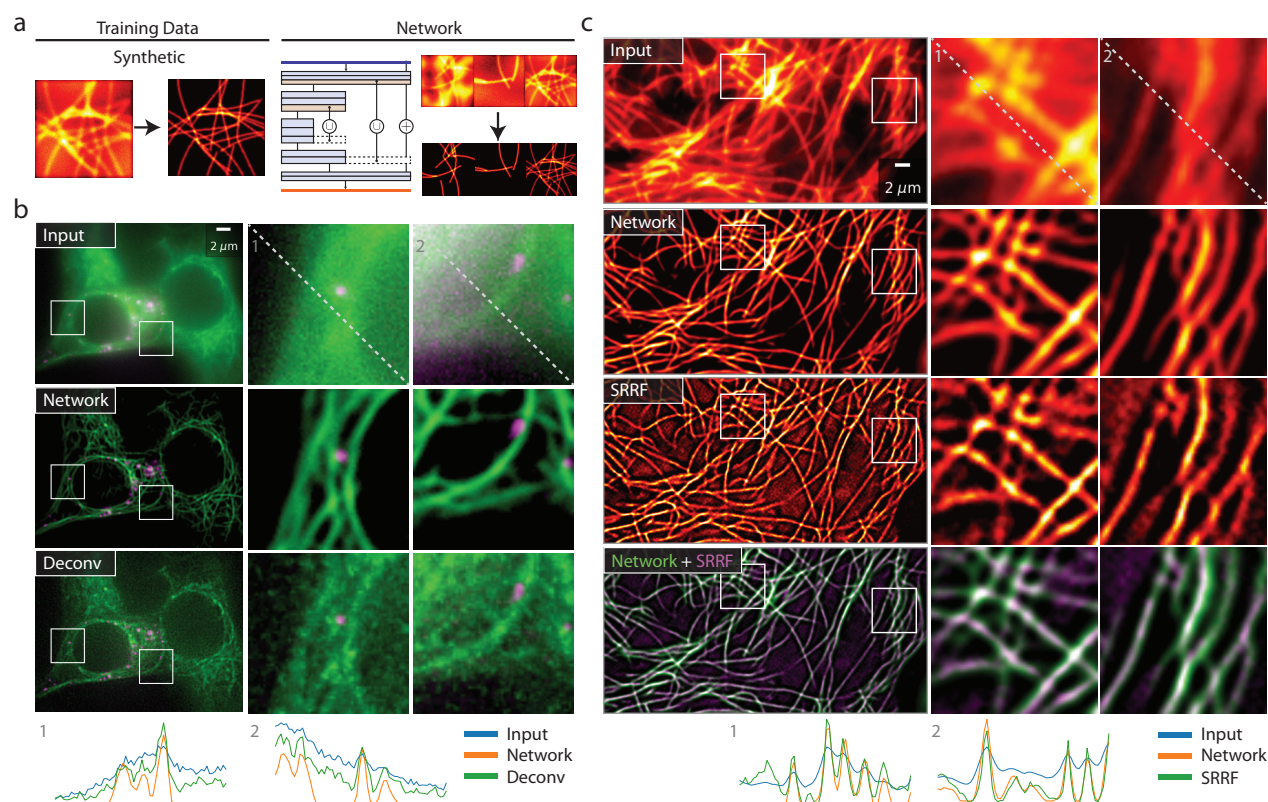 a
Training Data
Network
Synthetic
U
U
+
b
Input
2 µm
1
2
Network
Deconv
1
2
Input
Network
Deconv
c
Input
2 µm
1
2
Network
SRRF
Network + SRRF
1
2
Input
Network
SRRF